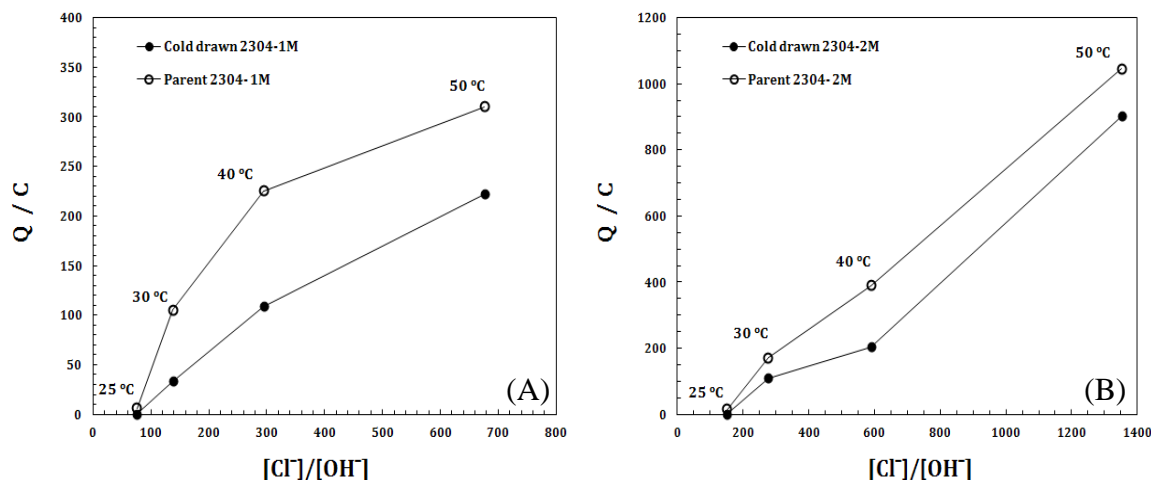 400
350
300
250
200
150
100
50
0
Q / C
Cold drawn 2304-1M
Parent 2304- 1M
25 ºC
30 ºC
40 ºC
50 ºC
(A)
0 100 200 300 400 500 600 700 800
[Cl⁻]/[OH⁻]
1200
1000
800
600
400
200
0
Q / C
Cold drawn 2304-2M
Parent 2304-2M
25 ºC
30 ºC
40 ºC
50 ºC
(B)
0 200 400 600 800 1000 1200 1400
[Cl⁻]/[OH⁻]